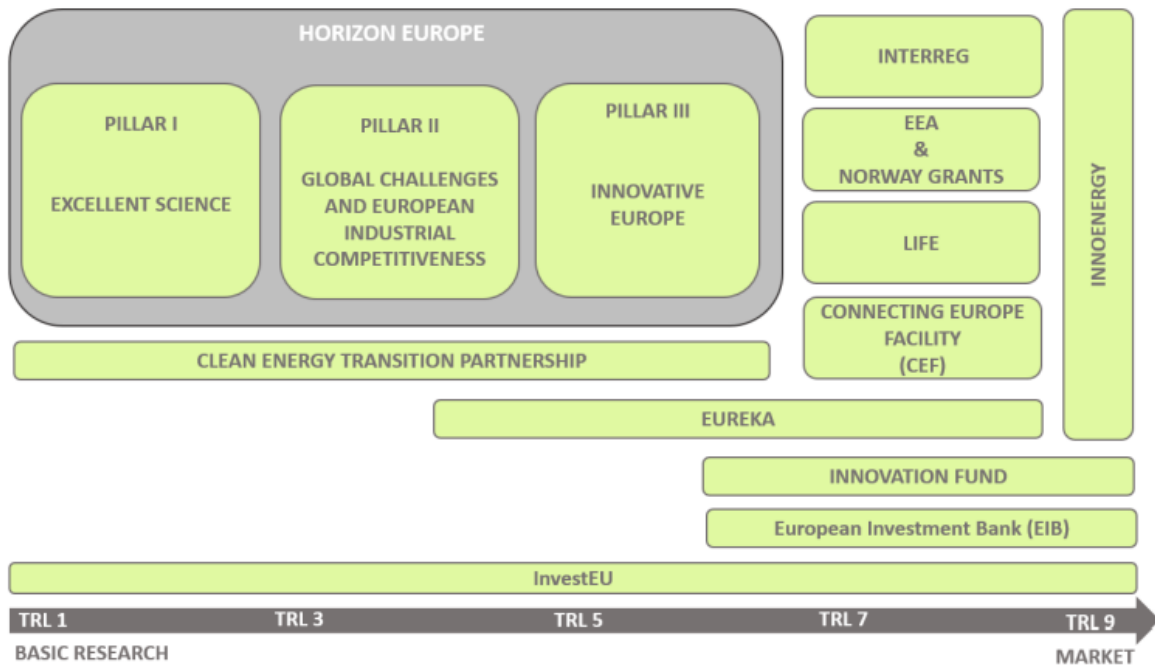 HORIZON EUROPE
PILLAR I
EXCELLENT SCIENCE
PILLAR II
GLOBAL CHALLENGES
AND EUROPEAN
INDUSTRIAL
COMPETITIVENESS
PILLAR III
INNOVATIVE
EUROPE
INTERREG
EEA
&
NORWAY GRANTS
LIFE
CONNECTING EUROPE
FACILITY
(CEF)
INNOENERGY
CLEAN ENERGY TRANSITION PARTNERSHIP
EUREKA
INNOVATION FUND
European Investment Bank (EIB)
InvestEU
TRL 1 TRL 3 TRL 5 TRL 7 TRL 9
BASIC RESEARCH MARKET